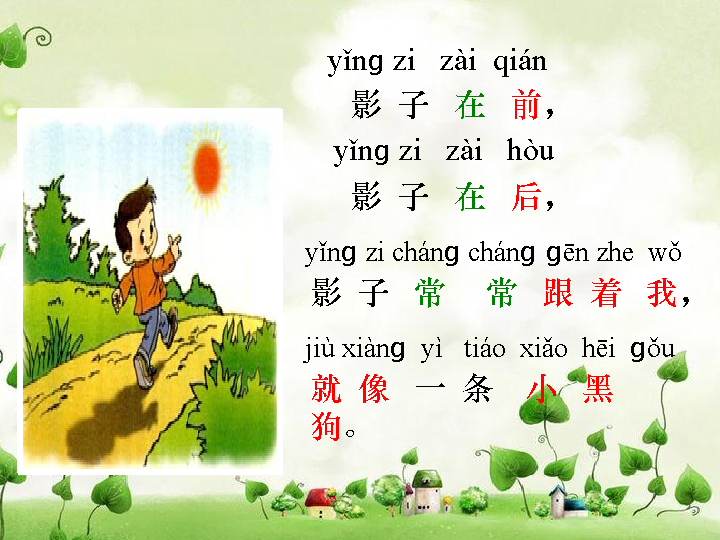 yǐng zi zài qián
影 子 在 前，
yǐng zi zài hòu
影 子 在 后，
yǐng zi cháng cháng gēn zhe wǒ
影 子 常 常 跟 着 我，
jiù xiàng yì tiáo xiǎo hēi gǒu
就 像 一 条 小 黑
狗。